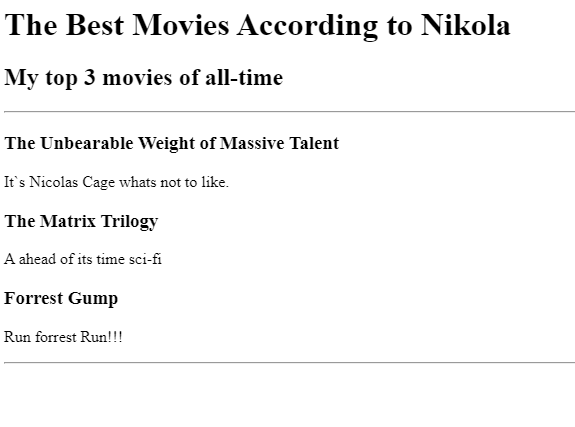 The Best Movies According to Nikola
My top 3 movies of all-time
The Unbearable Weight of Massive Talent
It`s Nicolas Cage whats not to like.
The Matrix Trilogy
A ahead of its time sci-fi
Forrest Gump
Run forrest Run!!!